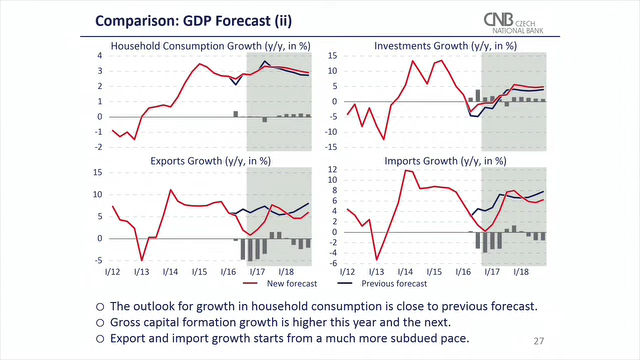 Comparison: GDP Forecast (ii)
CNB CZECH
NATIONAL BANK
Household Consumption Growth (y/y, in %)
4
3
2
1
0
-1
-2
Investments Growth (y/y, in %)
15
10
5
0
-5
-10
-15
Exports Growth (y/y, in %)
15
10
5
0
-5
I/12 I/13 I/14 I/15 I/16 I/17 I/18
Imports Growth (y/y, in %)
12
10
8
6
4
2
0
-2
-4
-6
I/12 I/13 I/14 I/15 I/16 I/17 I/18
New forecast Previous forecast
○ The outlook for growth in household consumption is close to previous forecast.
○ Gross capital formation growth is higher this year and the next.
○ Export and import growth starts from a much more subdued pace.
27